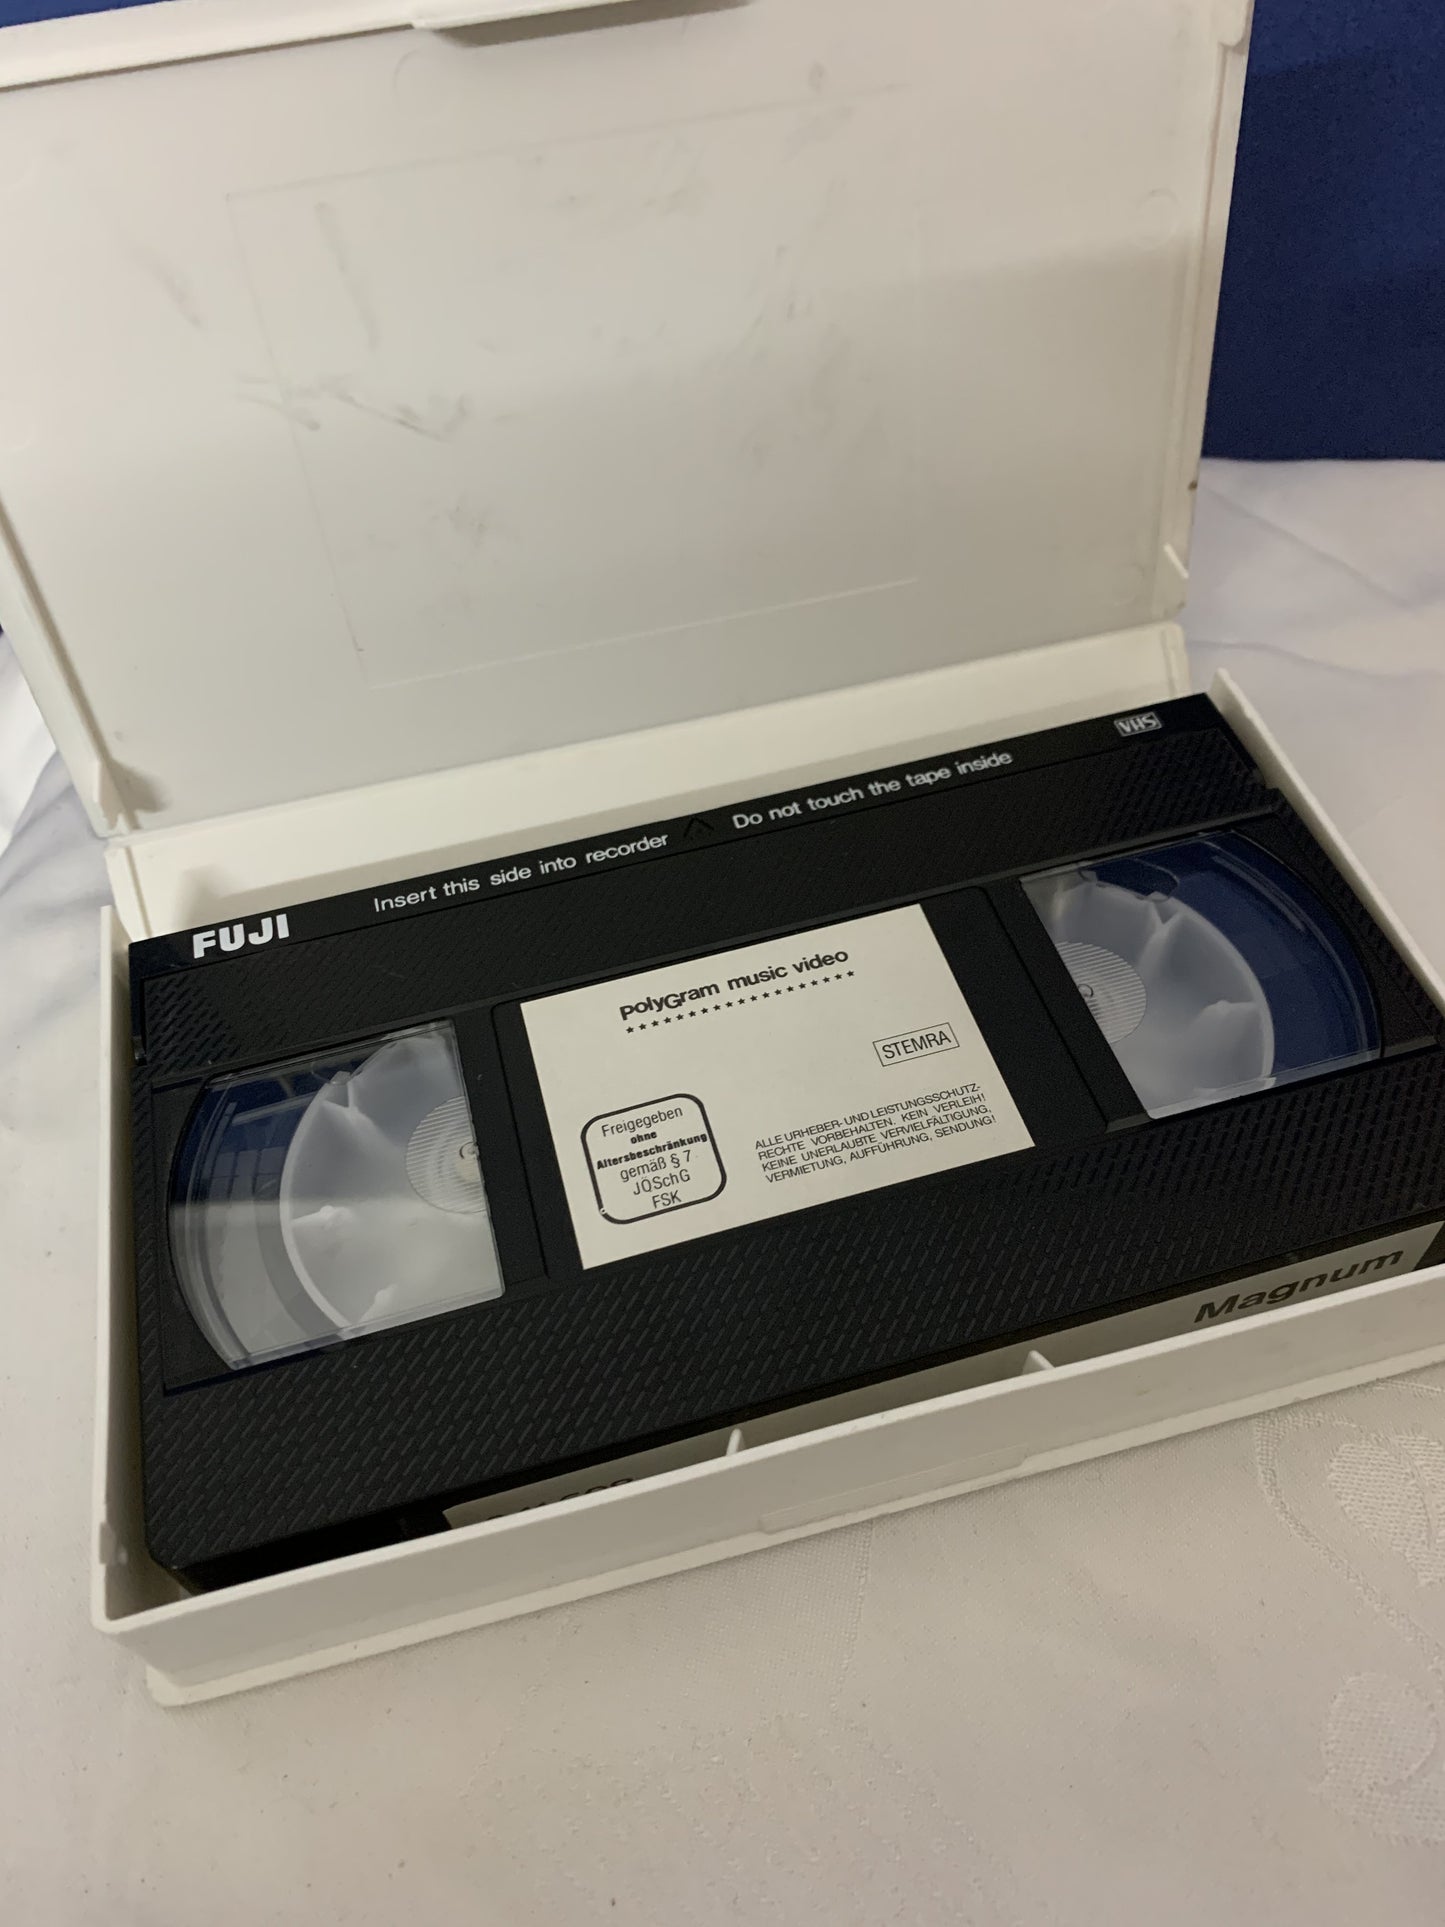 FUJI
Insert this side into recorder
Do not touch the tape inside
VHS
polyGram music video
★★★★★★★★★★★★★★★★★★★
STEMRA
Freigegeben
ohne
Altersbeschränkung
gemäß § 7
JÖSchG
FSK
ALLE URHEBER- UND LEISTUNGSSCHUTZ-
RECHTE VORBEHALTEN. KEIN VERLEIH!
KEINE UNERLAUBTE VERVIELFÄLTIGUNG,
VERMIETUNG, AUFFÜHRUNG, SENDUNG!
Magnum